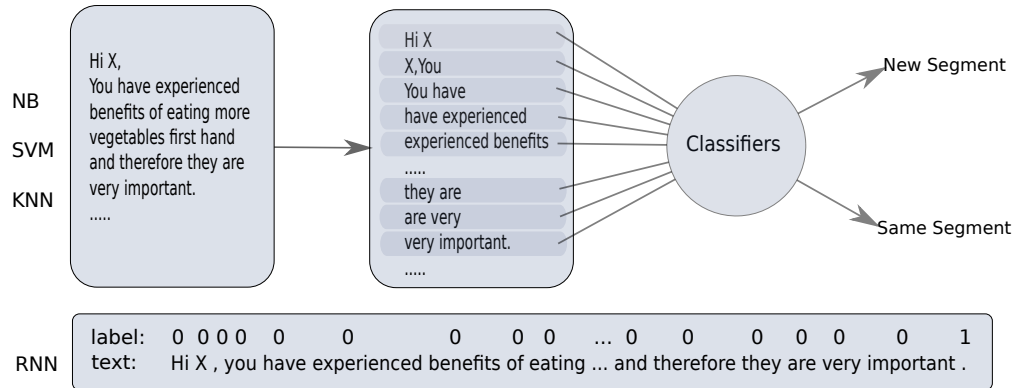 NB
SVM
KNN
Hi X,
You have experienced
benefits of eating more
vegetables first hand
and therefore they are
very important.
.....
Hi X
X,You
You have
have experienced
experienced benefits
.....
they are
are very
very important.
.....
Classifiers
New Segment
Same Segment
RNN
label: 0 0 0 0 0 0 0 0 0 ... 0 0 0 0 0 0 1
text: Hi X , you have experienced benefits of eating ... and therefore they are very important .